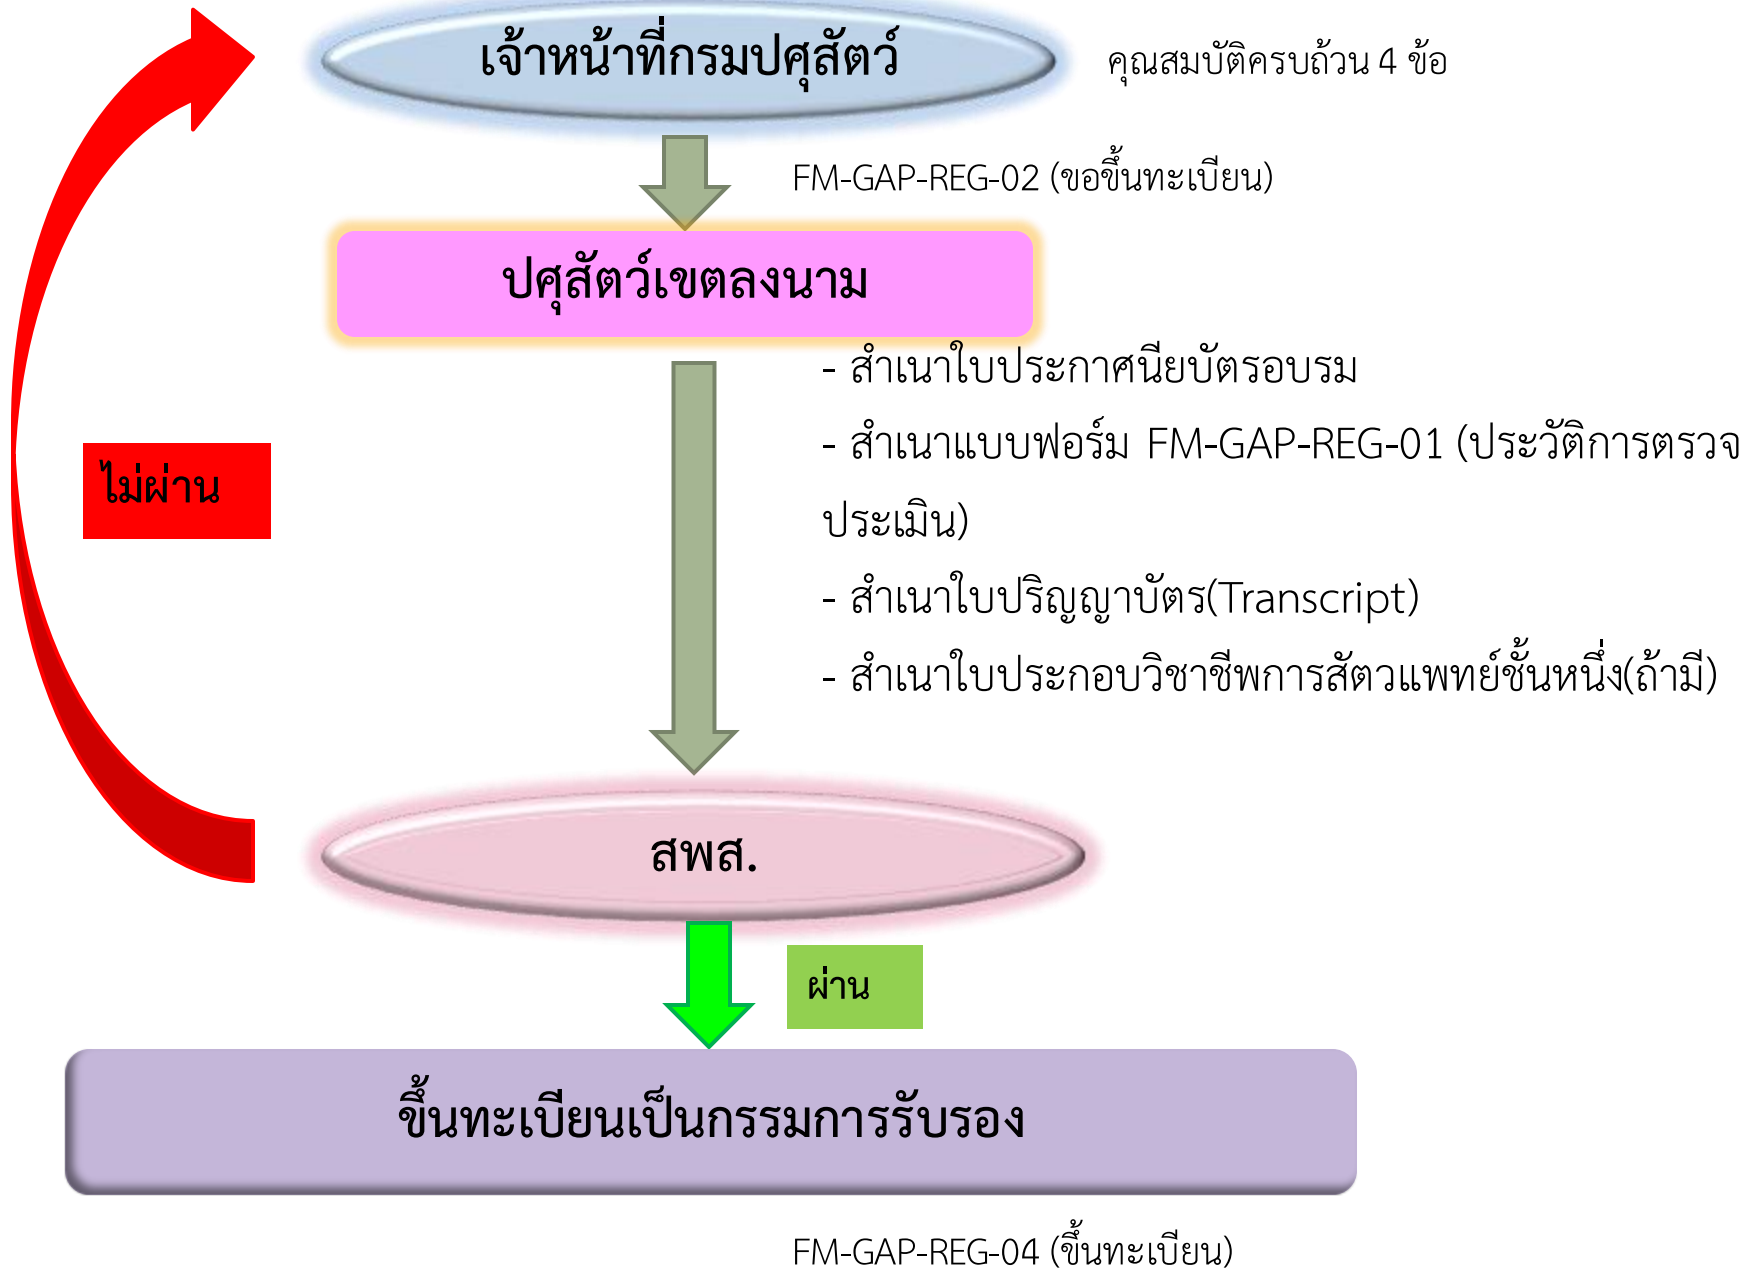 เจ้าหน้าที่กรมปศุสัตว์
คุณสมบัติครบถ้วน 4 ข้อ
FM-GAP-REG-02 (ขอขึ้นทะเบียน)
ปศุสัตว์เขตลงนาม
- สำเนาใบประกาศนียบัตรอบรม
- สำเนาแบบฟอร์ม FM-GAP-REG-01 (ประวัติการตรวจ
ประเมิน)
- สำเนาใบปริญญาบัตร(Transcript)
- สำเนาใบประกอบวิชาชีพการสัตวแพทย์ชั้นหนึ่ง(ถ้ามี)
ไม่ผ่าน
สพส.
ผ่าน
ขึ้นทะเบียนเป็นกรรมการรับรอง
FM-GAP-REG-04 (ขึ้นทะเบียน)